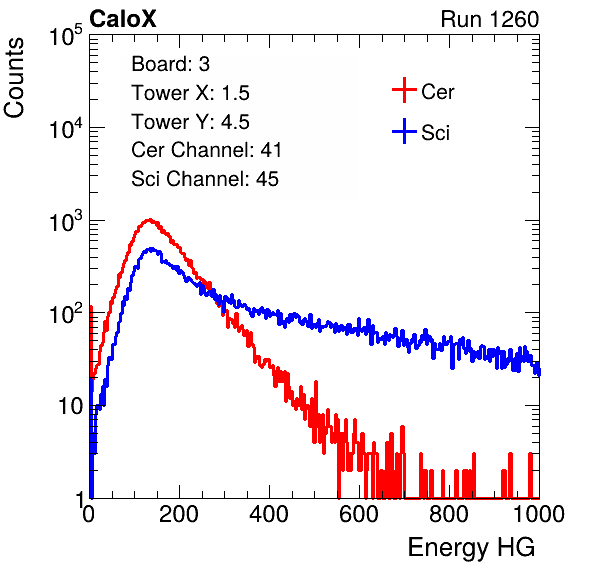 CaloX Run 1260
Counts
10^5
10^4
10^3
10^2
10
1
Board: 3
Tower X: 1.5
Tower Y: 4.5
Cer Channel: 41
Sci Channel: 45
Cer
Sci
0 200 400 600 800 1000
Energy HG